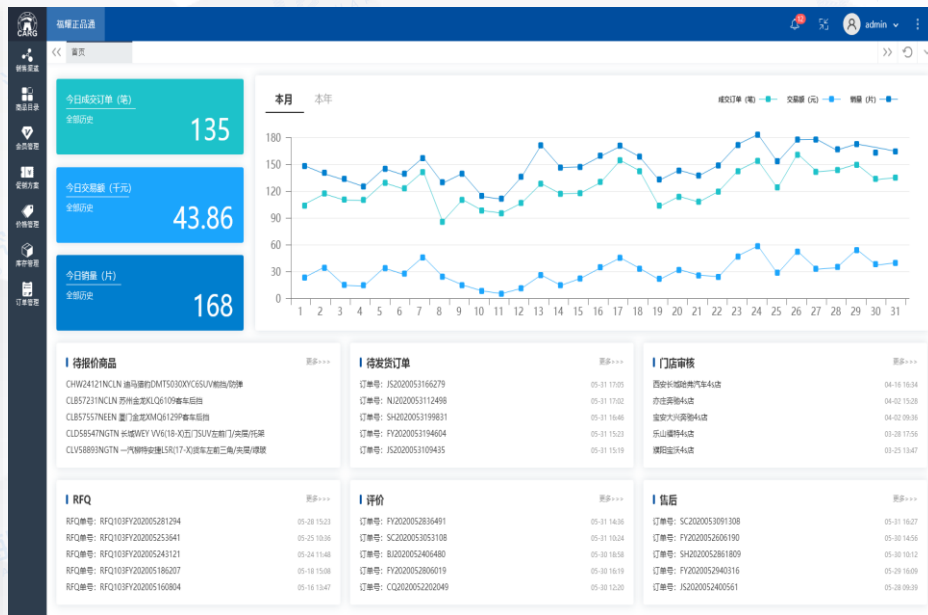 CARG
福耀正品通
12
admin
首页
销售渠道
商品目录
会员管理
促销方案
价格管理
库存管理
订单管理
今日成交订单（笔）
全部历史
135
今日交易额（千元）
全部历史
43.86
今日销量（片）
全部历史
168
本月 本年
成交订单（笔） 交易额（元） 销量（片）
180
150
120
90
60
30
0
1 2 3 4 5 6 7 8 9 10 11 12 13 14 15 16 17 18 19 20 21 22 23 24 25 26 27 28 29 30 31
待报价商品 更多>>>
CHW24121NCLN 迪马牌豹DMT5030XYC6SUV前挡/防弹
CLB57231NCLN 苏州金龙KLQ6109客车后挡
CLB57557NEEN 厦门金龙XMQ6129P客车后挡
CLD58547NGTN 长城WEY VV6(18-X)五门SUV左前门/夹层/托架
CLV58893NGTN 一汽柳特安捷L5R(17-X)货车左前三角/夹层/绿玻
待发货订单 更多>>>
订单号：JS2020053166279 05-31 17:05
订单号：NJ2020053112498 05-31 17:02
订单号：SH2020053199831 05-31 16:46
订单号：FY2020053194604 05-31 15:23
订单号：JS2020053109435 05-31 15:19
门店审核 更多>>>
西安长城始弗汽车4s店 04-16 16:34
亦庄奔驰4s店 04-02 15:28
宝安大兴奔驰4s店 04-02 09:36
乐山福特4s店 03-28 17:56
濮阳宝沃4s店 03-25 13:47
RFQ 更多>>>
RFQ单号：RFQ103FY202005281294 05-28 15:23
RFQ单号：RFQ103FY202005253641 05-25 10:36
RFQ单号：RFQ103FY202005243121 05-24 11:48
RFQ单号：RFQ103FY202005186207 05-18 15:08
RFQ单号：RFQ103FY202005160804 05-16 13:47
评价 更多>>>
订单号：FY2020052836491 05-31 14:36
订单号：SC2020053053108 05-31 10:24
订单号：BJ2020052406480 05-30 18:58
订单号：FY2020052806019 05-30 16:19
订单号：CQ2020052202049 05-30 12:20
售后 更多>>>
订单号：SC2020053091308 05-31 16:27
订单号：FY2020052606190 05-30 14:56
订单号：SH2020052861809 05-30 10:12
订单号：FY2020052940316 05-29 16:09
订单号：JS2020052400561 05-28 09:39